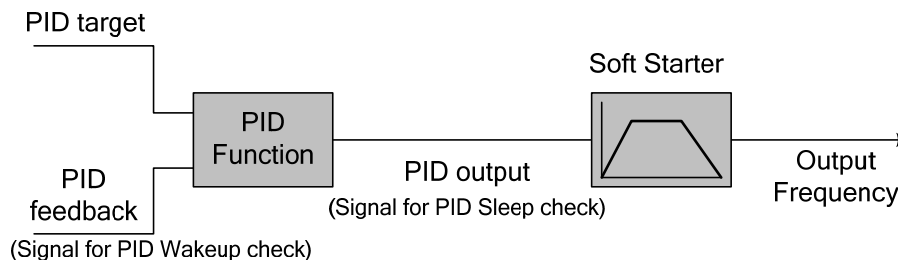 PID target
Soft Starter
PID
Function
PID
feedback
(Signal for PID Wakeup check)
PID output
(Signal for PID Sleep check)
Output
Frequency